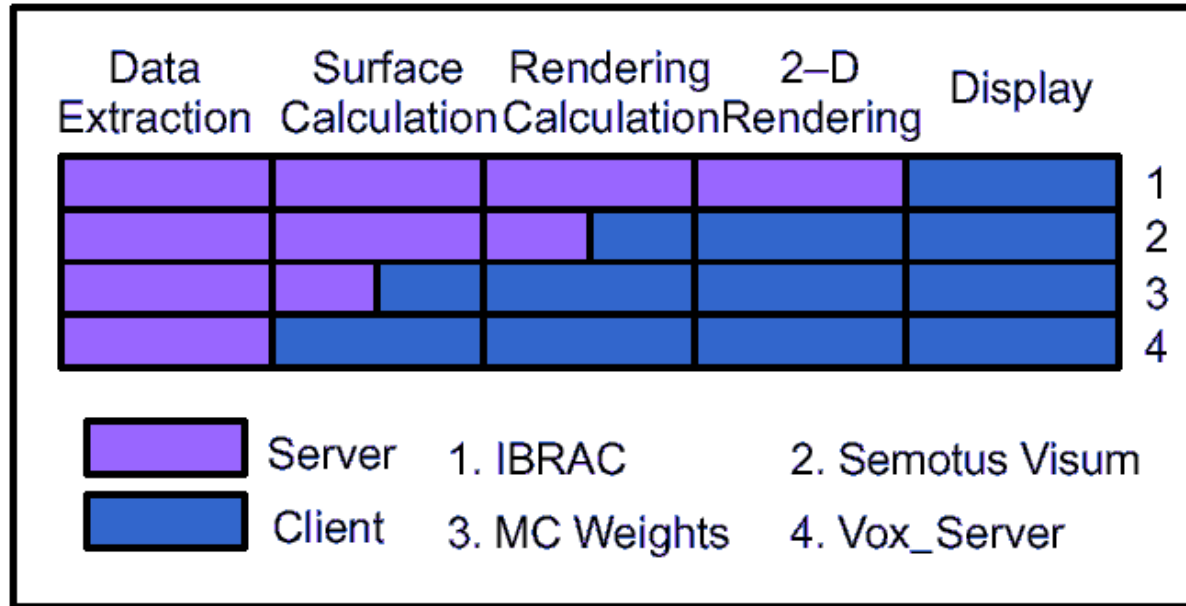 Data Surface Rendering 2–D Display
Extraction Calculation Calculation Rendering
1
2
3
4
Server 1. IBRAC 2. Semotus Visum
Client 3. MC Weights 4. Vox_Server